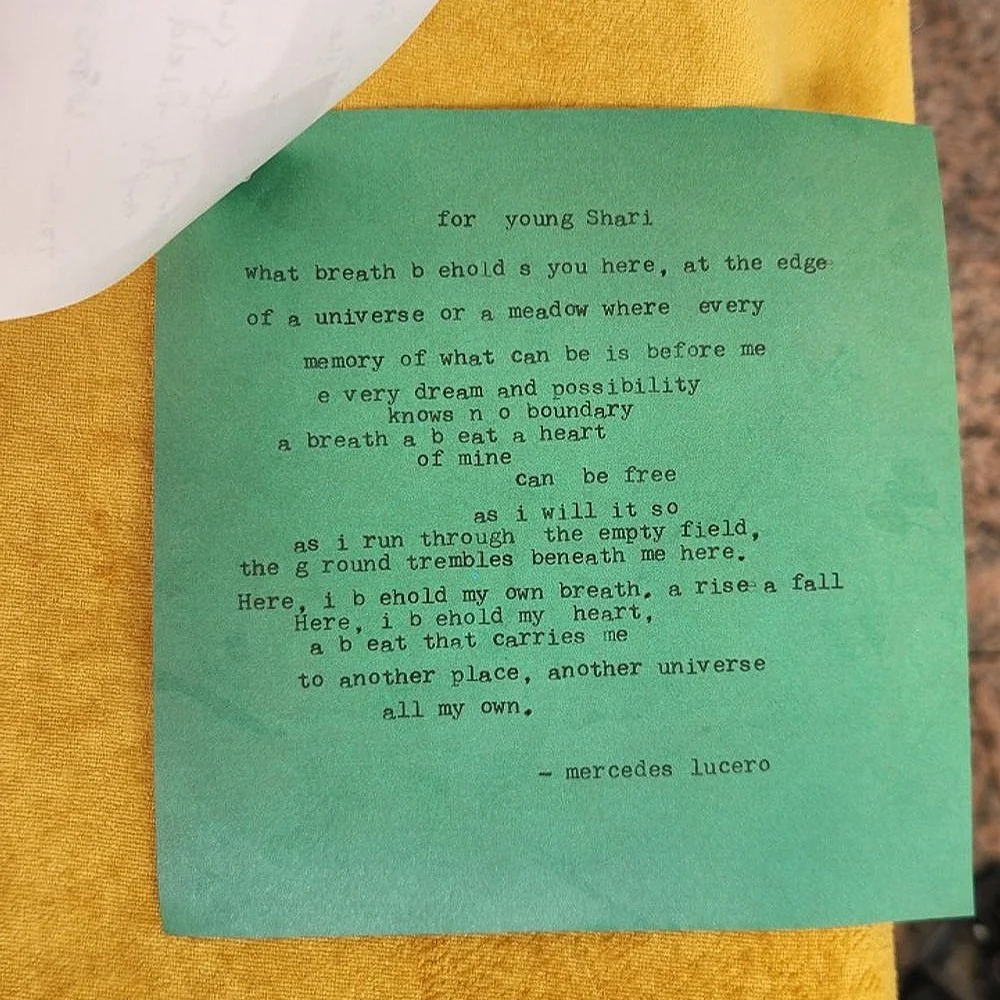 for young Shari
What breath b ehold s you here, at the edge
of a universe or a meadow where every
memory of what can be is before me
e very dream and possibility
knows n o boundary
a breath a b eat a heart
of mine
can be free
as i will it so
as i run through the empty field,
the g round trembles beneath me here.
Here, i b ehold my own breath. a rise a fall
Here, i b ehold my heart,
a b eat that carries me
to another place, another universe
all my own.
— mercedes lucero